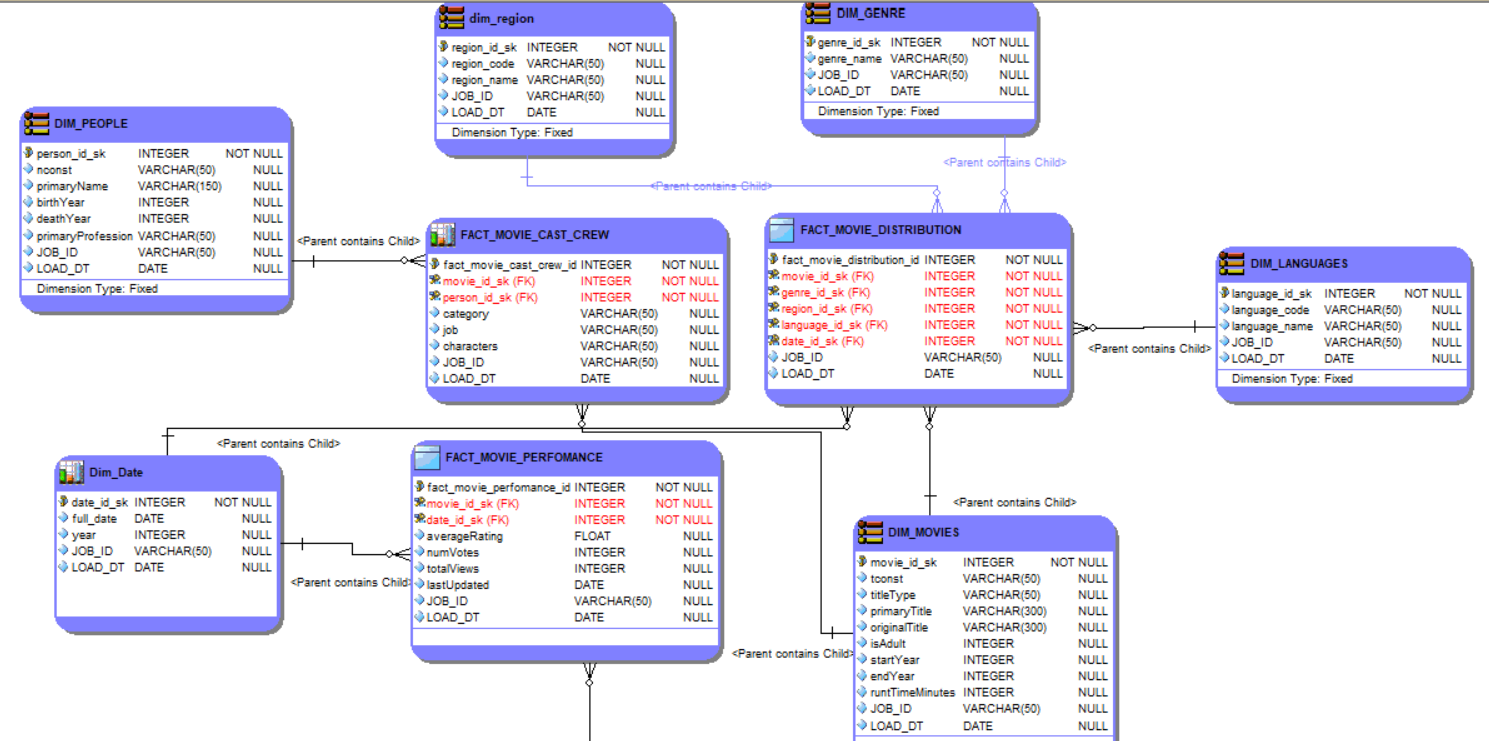 dim_region
region_id_sk INTEGER NOT NULL
region_code VARCHAR(50) NULL
region_name VARCHAR(50) NULL
JOB_ID VARCHAR(50) NULL
LOAD_DT DATE NULL
Dimension Type: Fixed
DIM_GENRE
genre_id_sk INTEGER NOT NULL
genre_name VARCHAR(50) NULL
JOB_ID VARCHAR(50) NULL
LOAD_DT DATE NULL
Dimension Type: Fixed
DIM_PEOPLE
person_id_sk INTEGER NOT NULL
nconst VARCHAR(50) NULL
primaryName VARCHAR(150) NULL
birthYear INTEGER NULL
deathYear INTEGER NULL
primaryProfession VARCHAR(50) NULL
JOB_ID VARCHAR(50) NULL
LOAD_DT DATE NULL
Dimension Type: Fixed
<Parent contains Child>
<Parent contains Child>
<Parent contains Child>
FACT_MOVIE_CAST_CREW
fact_movie_cast_crew_id INTEGER NOT NULL
movie_id_sk (FK) INTEGER NOT NULL
person_id_sk (FK) INTEGER NOT NULL
category VARCHAR(50) NULL
job VARCHAR(50) NULL
characters VARCHAR(50) NULL
JOB_ID VARCHAR(50) NULL
LOAD_DT DATE NULL
FACT_MOVIE_DISTRIBUTION
fact_movie_distribution_id INTEGER NOT NULL
movie_id_sk (FK) INTEGER NOT NULL
genre_id_sk (FK) INTEGER NOT NULL
region_id_sk (FK) INTEGER NOT NULL
language_id_sk (FK) INTEGER NOT NULL
date_id_sk (FK) INTEGER NOT NULL
JOB_ID VARCHAR(50) NULL
LOAD_DT DATE NULL
DIM_LANGUAGES
language_id_sk INTEGER NOT NULL
language_code VARCHAR(50) NULL
language_name VARCHAR(50) NULL
JOB_ID VARCHAR(50) NULL
LOAD_DT DATE NULL
Dimension Type: Fixed
<Parent contains Child>
<Parent contains Child>
Dim_Date
date_id_sk INTEGER NOT NULL
full_date DATE NULL
year INTEGER NULL
JOB_ID VARCHAR(50) NULL
LOAD_DT DATE NULL
<Parent contains Child>
FACT_MOVIE_PERFOMANCE
fact_movie_perfomance_id INTEGER NOT NULL
movie_id_sk (FK) INTEGER NOT NULL
date_id_sk (FK) INTEGER NOT NULL
averageRating FLOAT NULL
numVotes INTEGER NULL
totalViews INTEGER NULL
lastUpdated DATE NULL
JOB_ID VARCHAR(50) NULL
LOAD_DT DATE NULL
<Parent contains Child>
<Parent contains Child>
DIM_MOVIES
movie_id_sk INTEGER NOT NULL
tconst VARCHAR(50) NULL
titleType VARCHAR(50) NULL
primaryTitle VARCHAR(300) NULL
originalTitle VARCHAR(300) NULL
isAdult INTEGER NULL
startYear INTEGER NULL
endYear INTEGER NULL
runtTimeMinutes INTEGER NULL
JOB_ID VARCHAR(50) NULL
LOAD_DT DATE NULL